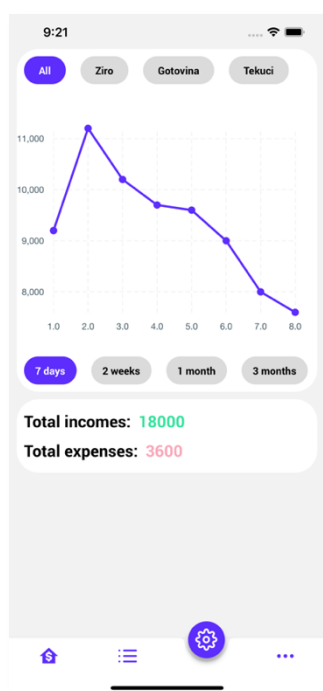 9:21
All Ziro Gotovina Tekuci
11,000
10,000
9,000
8,000
1.0 2.0 3.0 4.0 5.0 6.0 7.0 8.0
7 days 2 weeks 1 month 3 months
Total incomes: 18000
Total expenses: 3600